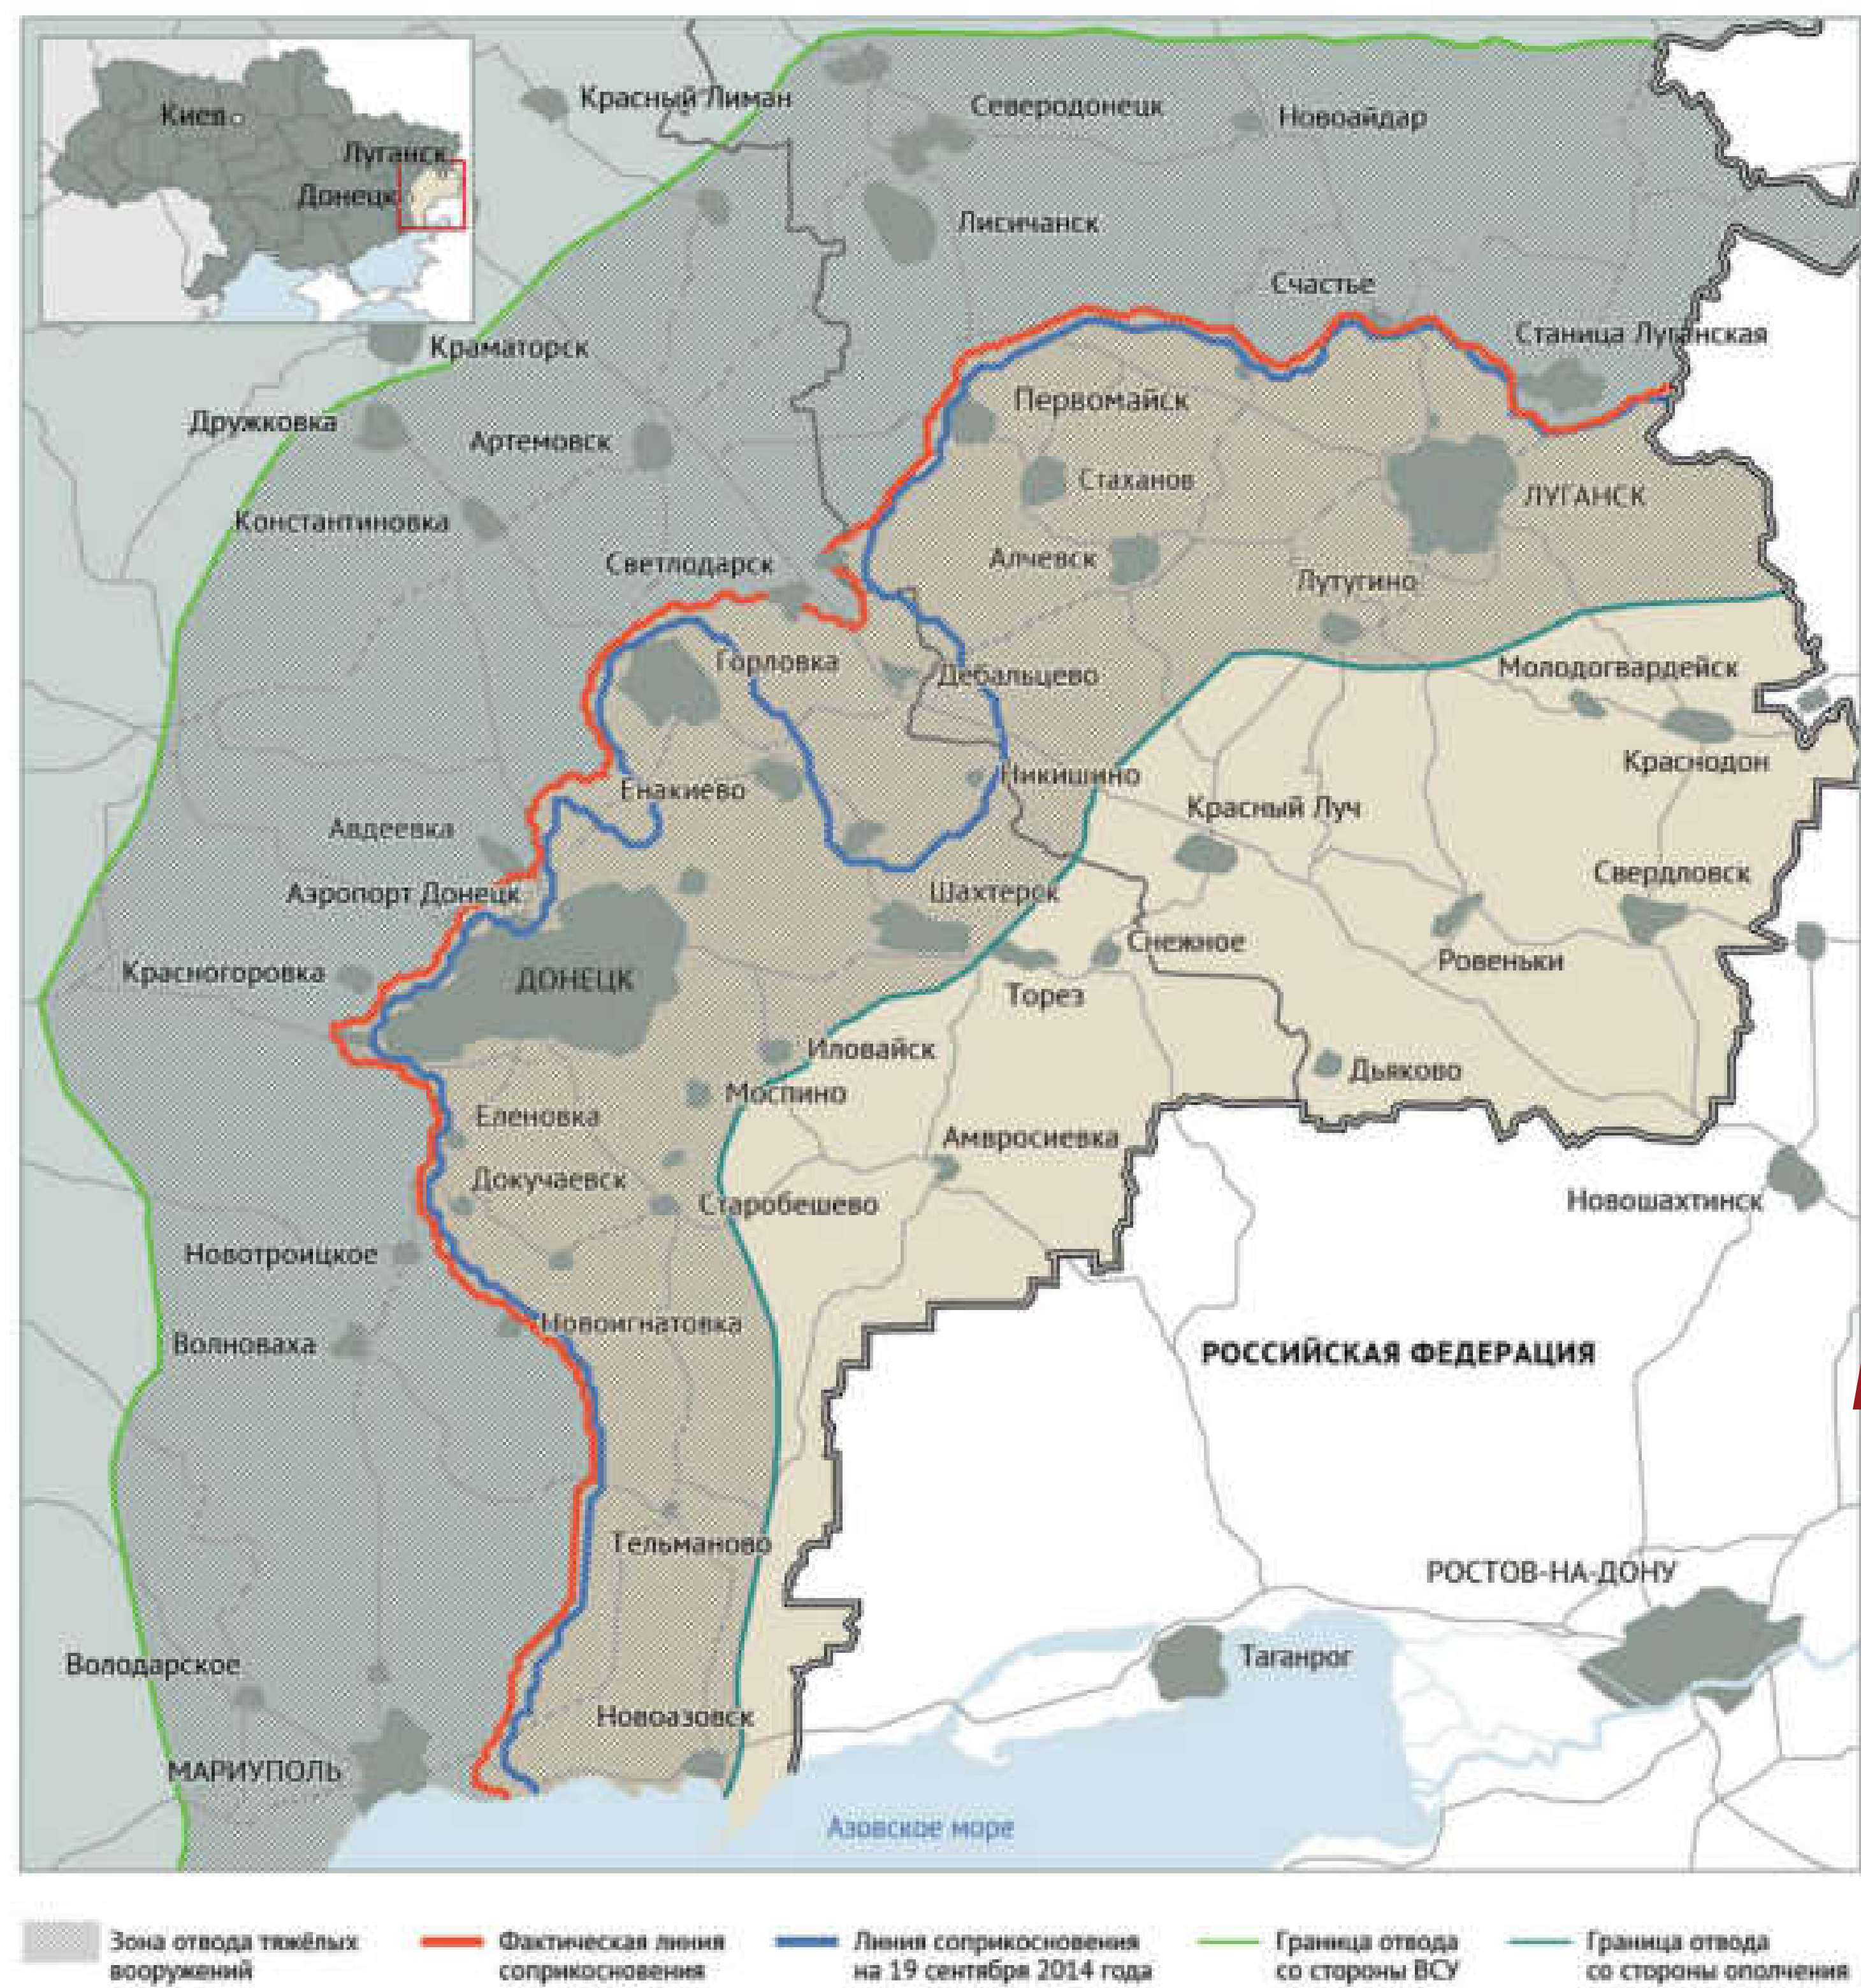 Киев
Луганск
Донецк
Красный Лиман
Северодонецк
Новоайдар
Лисичанск
Счастье
Станица Луганская
Краматорск
Дружковка
Артемовск
Первомайск
Стаханов
ЛУГАНСК
Константиновка
Светлодарск
Алчевск
Лутугино
Горловка
Дебальцево
Молодогвардейск
Краснодон
Енакиево
Никишино
Красный Луч
Авдеевка
Аэропорт Донецк
Шахтерск
Свердловск
Красногоровка
ДОНЕЦК
Снежное
Ровеньки
Торез
Иловайск
Дьяково
Моспино
Еленовка
Амвросиевка
Докучаевск
Старобешево
Новошахтинск
Новотроицкое
Новоигнатовка
Волноваха
РОССИЙСКАЯ ФЕДЕРАЦИЯ
Тельманово
РОСТОВ-НА-ДОНУ
Володарское
Таганрог
Новоазовск
МАРИУПОЛЬ
Азовское море
Зона отвода тяжёлых
вооружений
Фактическая линия
соприкосновения
Линия соприкосновения
на 19 сентября 2014 года
Граница отвода
со стороны ВСУ
Граница отвода
со стороны ополчения